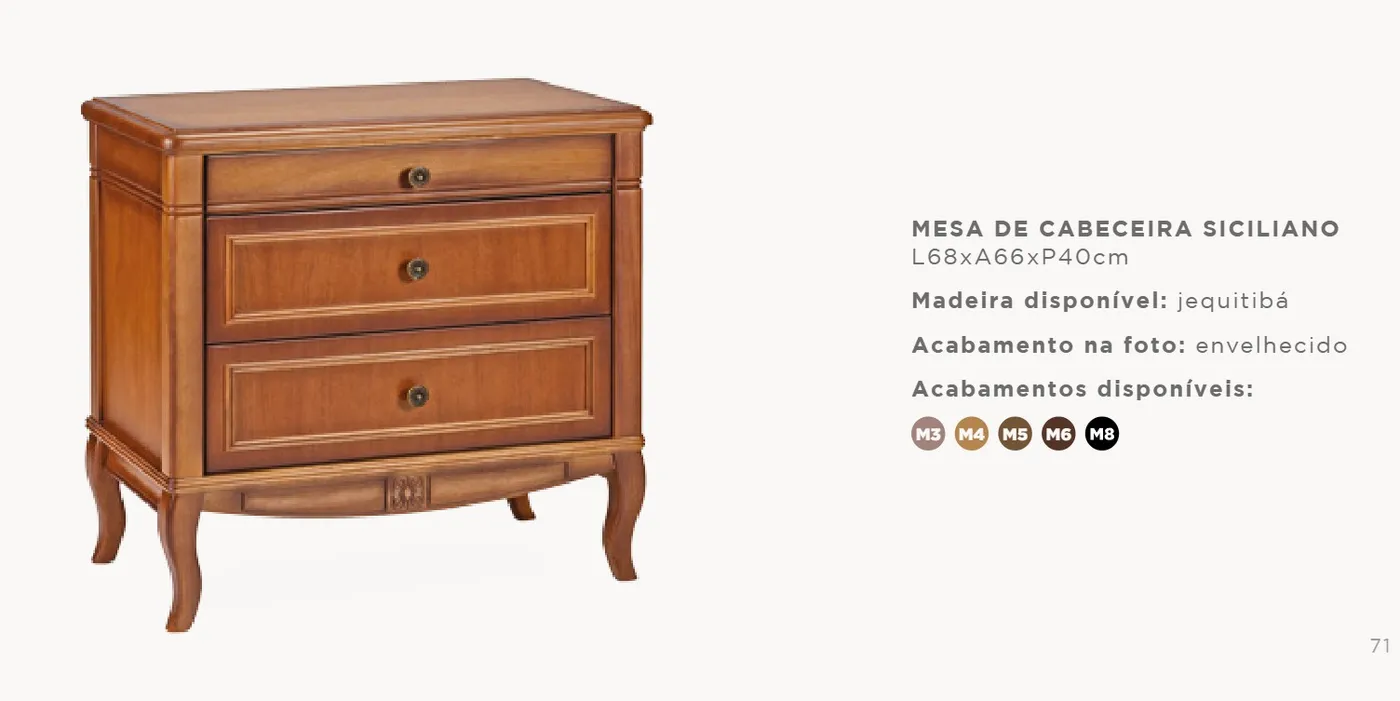 MESA DE CABECEIRA SICILIANO
L68xA66xP40cm
Madeira disponível: jequitibá
Acabamento na foto: envelhecido
Acabamentos disponíveis:
M3 M4 M5 M6 M8
71